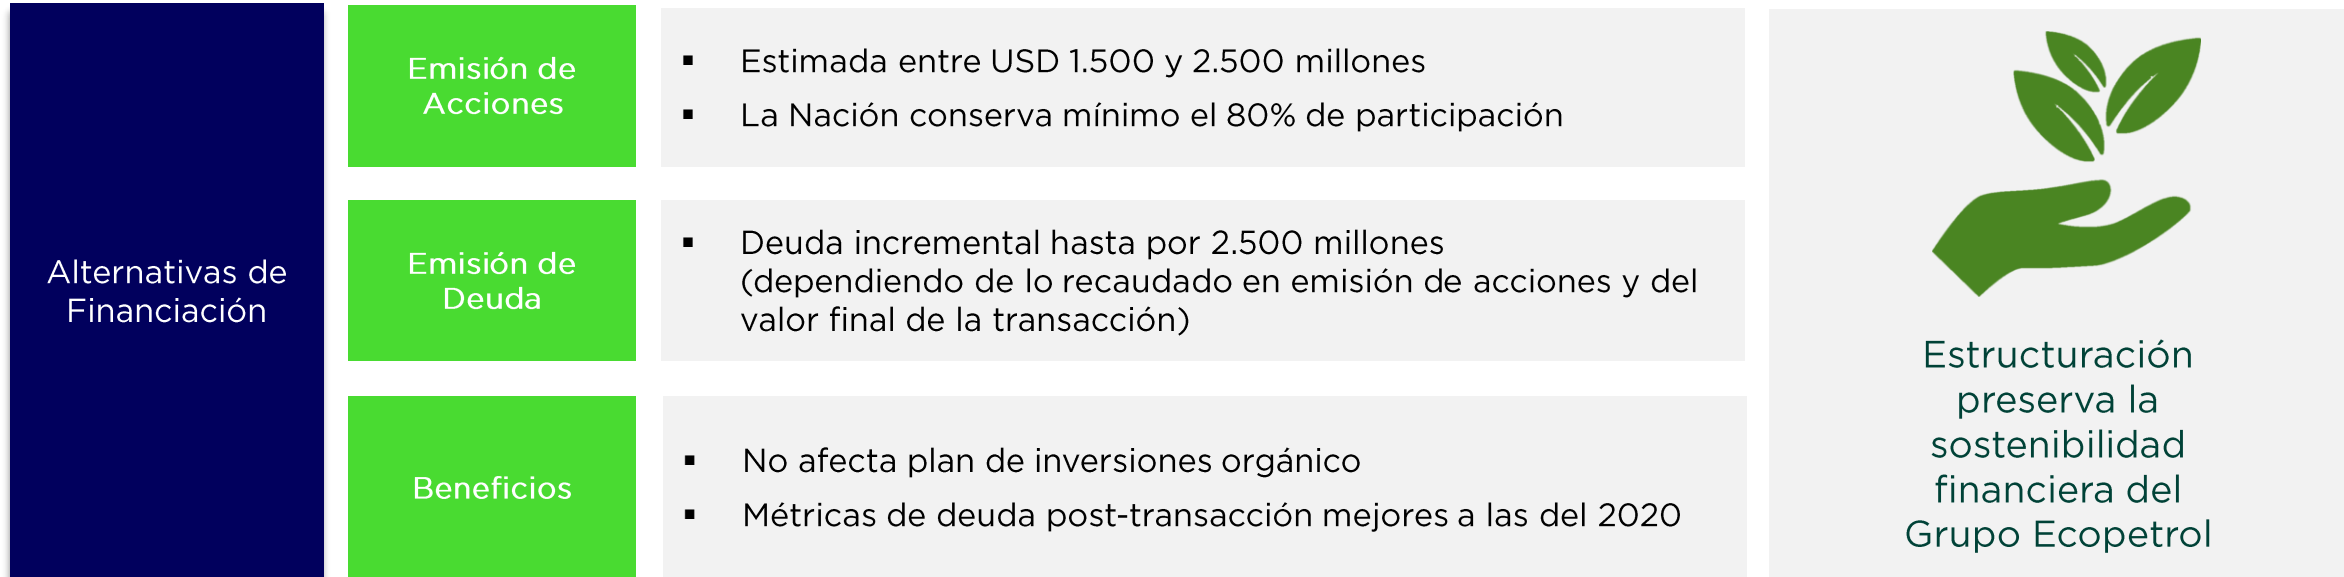 Alternativas de
Financiación
Emisión de
Acciones
▪ Estimada entre USD 1.500 y 2.500 millones
▪ La Nación conserva mínimo el 80% de participación
Emisión de
Deuda
▪ Deuda incremental hasta por 2.500 millones
(dependiendo de lo recaudado en emisión de acciones y del
valor final de la transacción)
Beneficios
▪ No afecta plan de inversiones orgánico
▪ Métricas de deuda post-transacción mejores a las del 2020
Estructuración
preserva la
sostenibilidad
financiera del
Grupo Ecopetrol